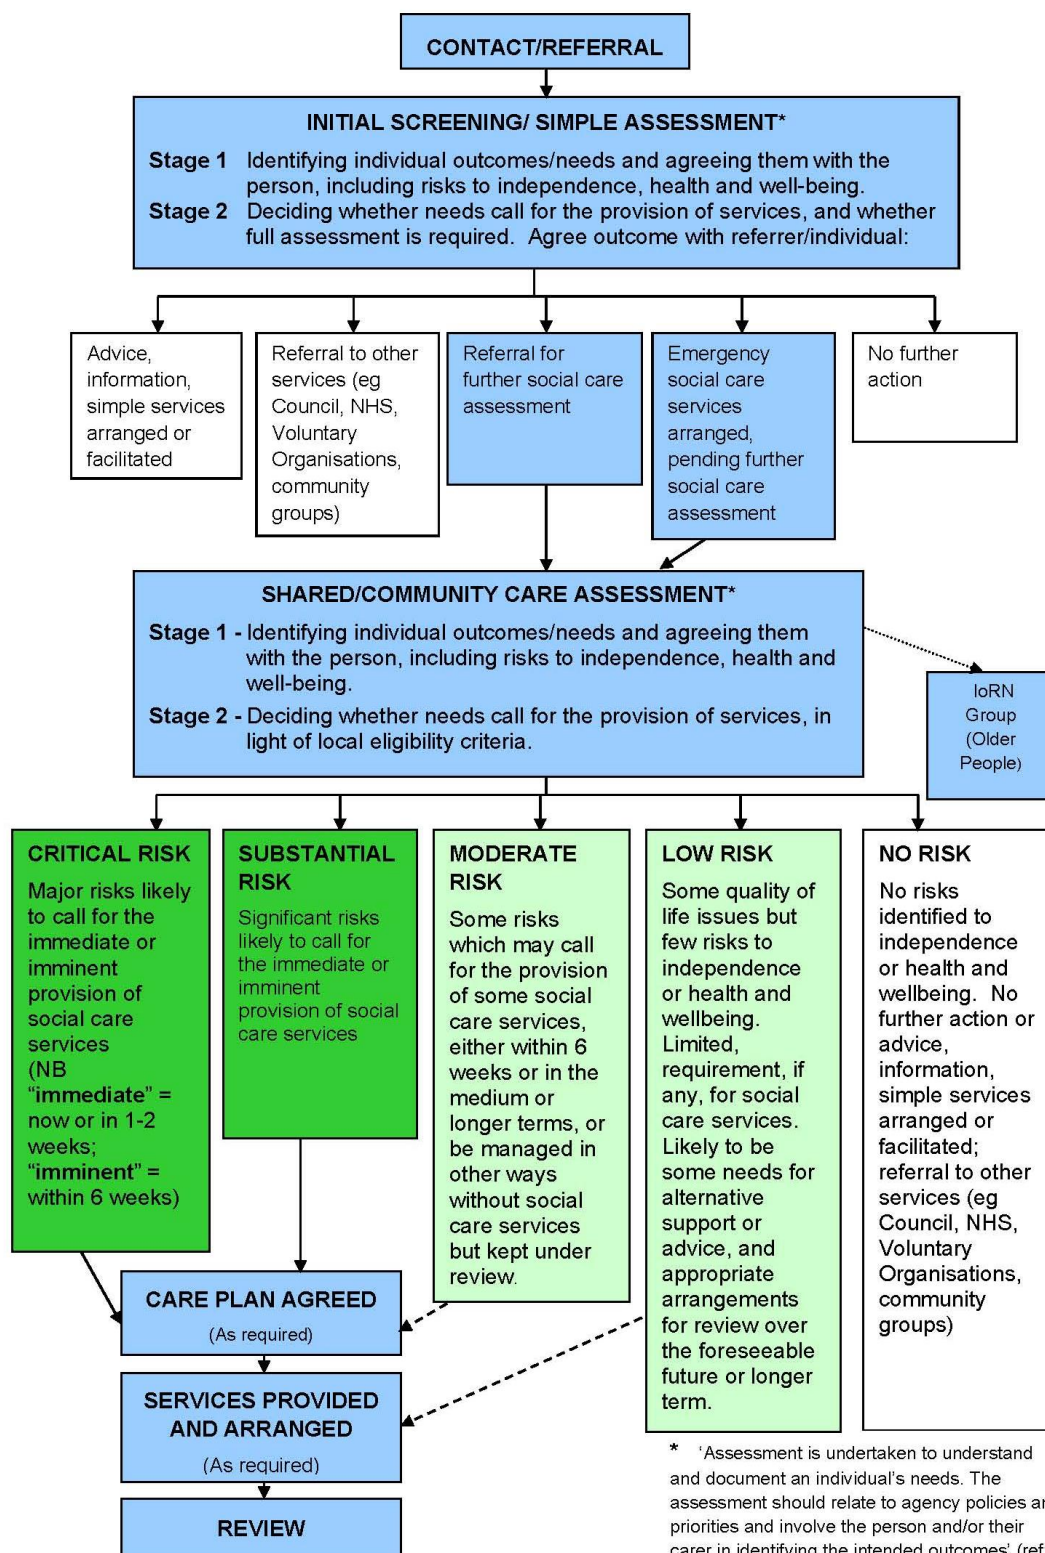 CONTACT/REFERRAL
INITIAL SCREENING/ SIMPLE ASSESSMENT*
Stage 1 Identifying individual outcomes/needs and agreeing them with the
person, including risks to independence, health and well-being.
Stage 2 Deciding whether needs call for the provision of services, and whether
full assessment is required. Agree outcome with referrer/individual:
Advice,
information,
simple services
arranged or
facilitated
Referral to other
services (eg
Council, NHS,
Voluntary
Organisations,
community
groups)
Referral for
further social care
assessment
Emergency
social care
services
arranged,
pending further
social care
assessment
No further
action
SHARED/COMMUNITY CARE ASSESSMENT*
Stage 1 - Identifying individual outcomes/needs and agreeing them
with the person, including risks to independence, health and
well-being.
Stage 2 - Deciding whether needs call for the provision of services, in
light of local eligibility criteria.
IoRN
Group
(Older
People)
CRITICAL RISK
Major risks likely
to call for the
immediate or
imminent
provision of
social care
services
(NB
“immediate” =
now or in 1-2
weeks;
“imminent” =
within 6 weeks)
SUBSTANTIAL
RISK
Significant risks
likely to call for
the immediate or
imminent
provision of social
care services
MODERATE
RISK
Some risks
which may call
for the provision
of some social
care services,
either within 6
weeks or in the
medium or
longer terms, or
be managed in
other ways
without social
care services
but kept under
review.
LOW RISK
Some quality of
life issues but
few risks to
independence
or health and
wellbeing.
Limited,
requirement, if
any, for social
care services.
Likely to be
some needs for
alternative
support or
advice, and
appropriate
arrangements
for review over
the foreseeable
future or longer
term.
NO RISK
No risks
identified to
independence
or health and
wellbeing. No
further action or
advice,
information,
simple services
arranged or
facilitated;
referral to other
services (eg
Council, NHS,
Voluntary
Organisations,
community
groups)
CARE PLAN AGREED
(As required)
SERVICES PROVIDED
AND ARRANGED
(As required)
REVIEW
* ‘Assessment is undertaken to understand
and document an individual’s needs. The
assessment should relate to agency policies
priorities and involve the person and/or their
carer in identifying the intended outcomes’